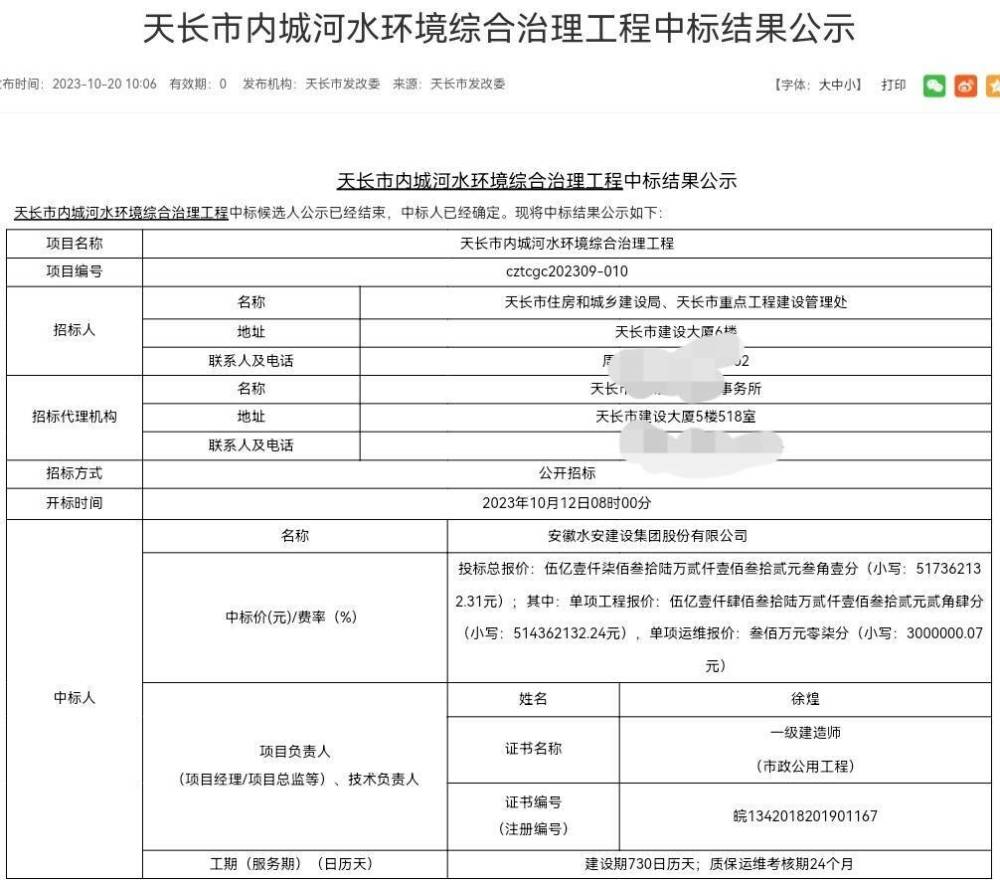 天长市内城河水环境综合治理工程中标结果公示
布时间：2023-10-20 10:06 有效期：0 发布机构：天长市发改委 来源：天长市发改委 【字体：大中小】 打印
天长市内城河水环境综合治理工程中标结果公示
天长市内城河水环境综合治理工程中标候选人公示已经结束，中标人已经确定。现将中标结果公示如下：
项目名称 天长市内城河水环境综合治理工程
项目编号 cztcgc202309-010
招标人
名称 天长市住房和城乡建设局、天长市重点工程建设管理处
地址 天长市建设大厦6楼
联系人及电话
招标代理机构
名称 天长 事务所
地址 天长市建设大厦5楼518室
联系人及电话
招标方式 公开招标
开标时间 2023年10月12日08时00分
中标人
名称 安徽水安建设集团股份有限公司
中标价(元)/费率（%）
投标总报价：伍亿壹仟柒佰叁拾陆万贰仟壹佰叁拾贰元叁角壹分（小写：51736213
2.31元）；其中：单项工程报价：伍亿壹仟肆佰叁拾陆万贰仟壹佰叁拾贰元贰角肆分
（小写：514362132.24元），单项运维报价：叁佰万元零柒分（小写：3000000.07
元）
项目负责人
（项目经理/项目总监等）、技术负责人
姓名 徐煌
证书名称
一级建造师
（市政公用工程）
证书编号
（注册编号）
皖1342018201901167
工期（服务期）（日历天） 建设期730日历天；质保运维考核期24个月